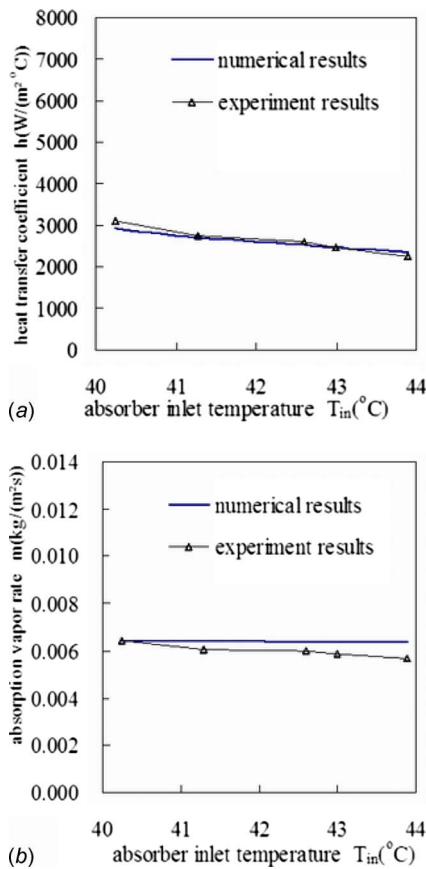 8000
7000
6000
5000
4000
3000
2000
1000
0
heat transfer coefficient h(W/(m² °C))
numerical results
experiment results
40 41 42 43 44
(a) absorber inlet temperature Tin(°C)
0.014
0.012
0.010
0.008
0.006
0.004
0.002
0.000
absorption vapor rate m(kg/(m²s))
numerical results
experiment results
40 41 42 43 44
(b) absorber inlet temperature Tin(°C)